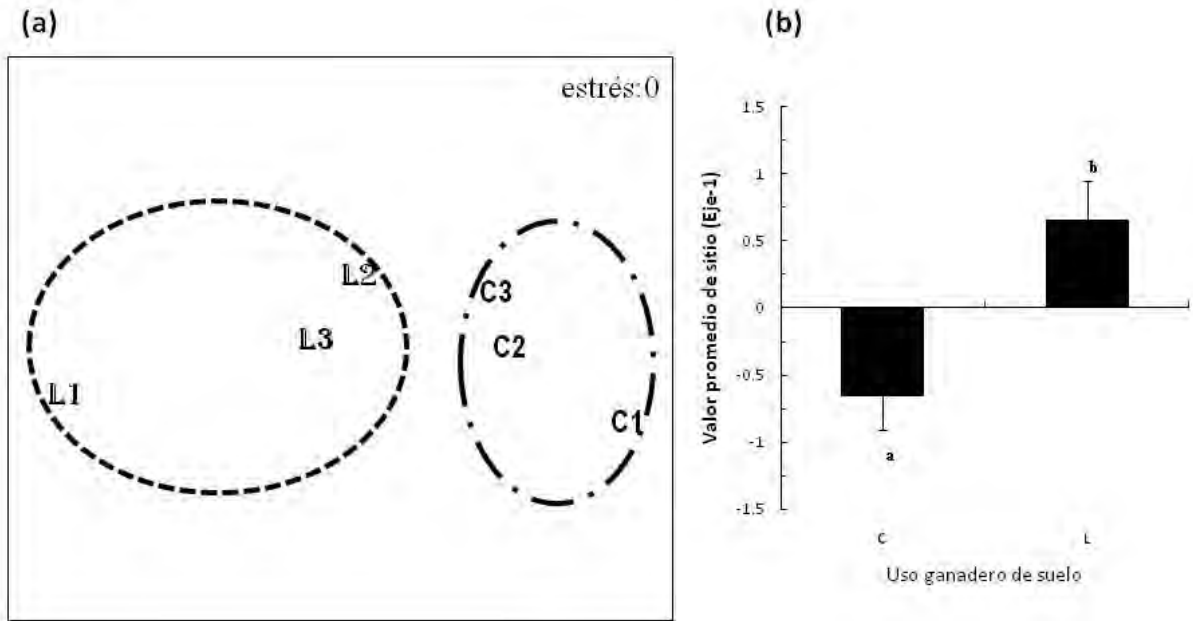 (a)
estrés:0
L2
C3
L3
C2
L1
C1
(b)
Valor promedio de sitio (Eje-1)
1.5
1
0.5
0
-0.5
-1
-1.5
b
a
C
L
Uso ganadero de suelo